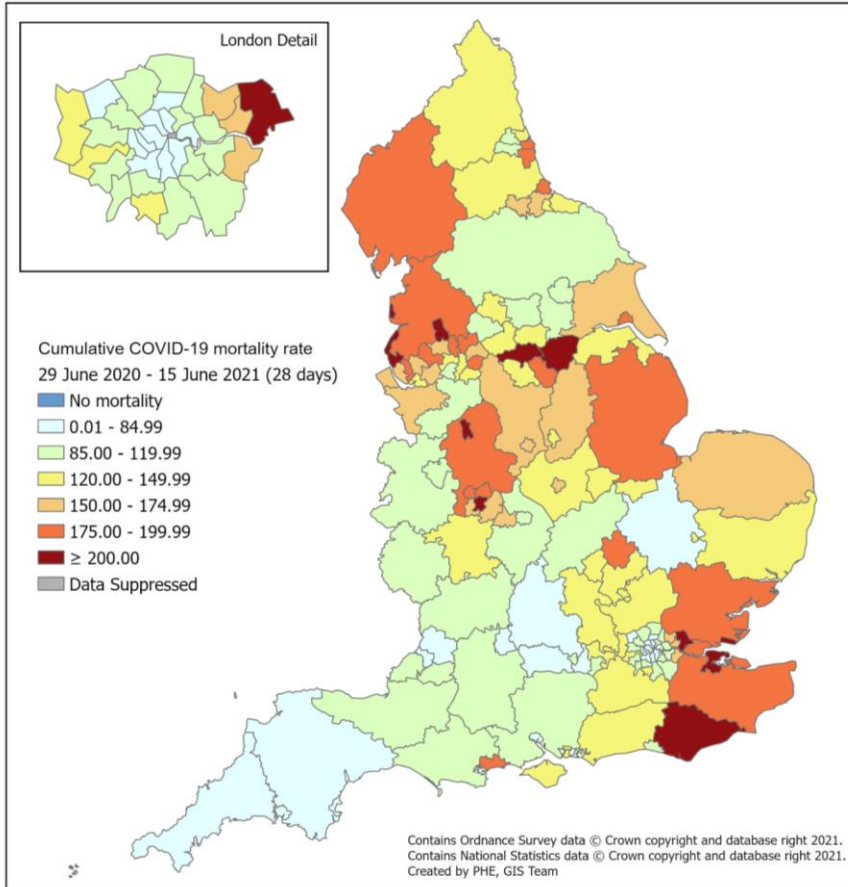 London Detail
Cumulative COVID-19 mortality rate
29 June 2020 - 15 June 2021 (28 days)
No mortality
0.01 - 84.99
85.00 - 119.99
120.00 - 149.99
150.00 - 174.99
175.00 - 199.99
≥ 200.00
Data Suppressed
Contains Ordnance Survey data © Crown copyright and database right 2021.
Contains National Statistics data © Crown copyright and database right 2021.
Created by PHE, GIS Team